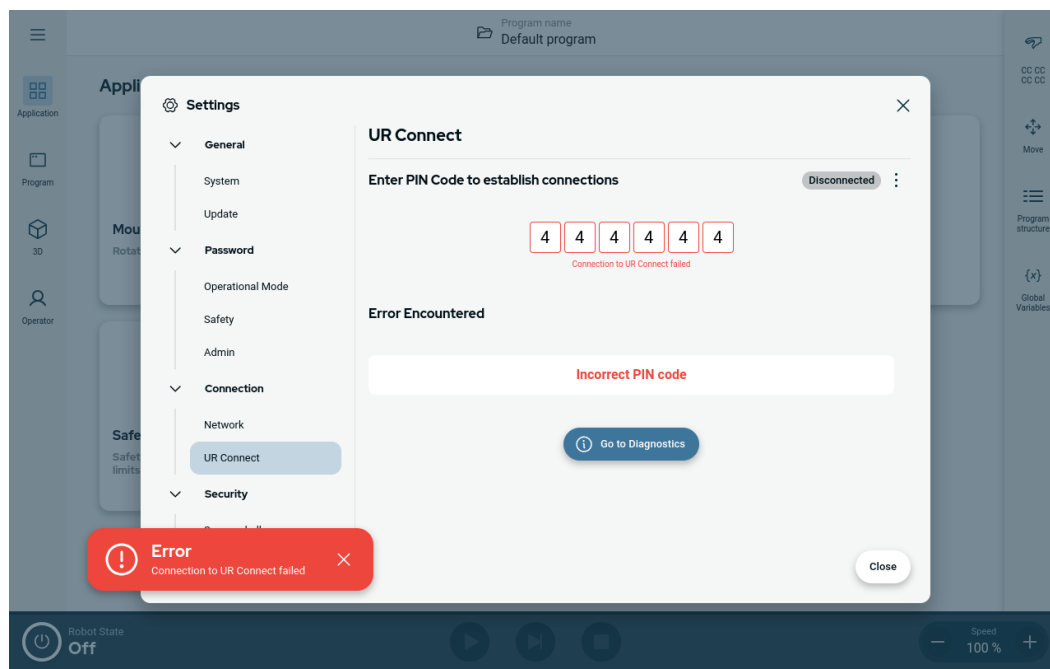 Program name
Default program
Application
Program
3D
Operator
Appli
Mou
Rotat
Safe
Safet
limits
Settings
General
System
Update
Password
Operational Mode
Safety
Admin
Connection
Network
UR Connect
Security
UR Connect
Enter PIN Code to establish connections
Disconnected
4 4 4 4 4 4
Connection to UR Connect failed
Error Encountered
Incorrect PIN code
Go to Diagnostics
Close
Error
Connection to UR Connect failed
CC CC
CC CC
Move
Program
structure
{x}
Global
Variables
Robot State
Off
Speed
100 %